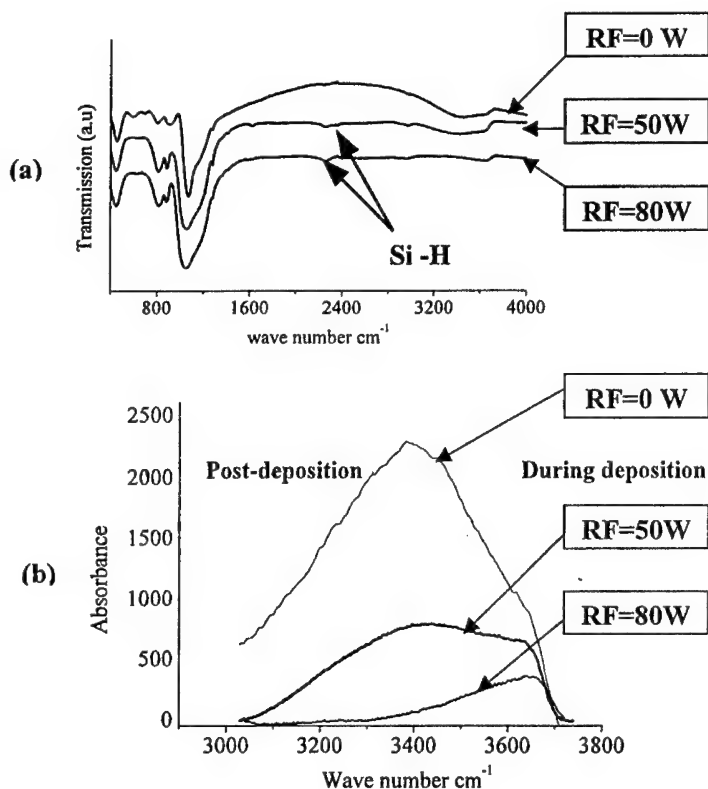 RF=0 W
RF=50W
(a)
Transmission (a.u)
RF=80W
Si -H
800 1600 2400 3200 4000
wave number cm-1
2500
RF=0 W
2000
Post-deposition During deposition
1500
RF=50W
(b)
Absorbance
1000
RF=80W
500
0
3000 3200 3400 3600 3800
Wave number cm-1